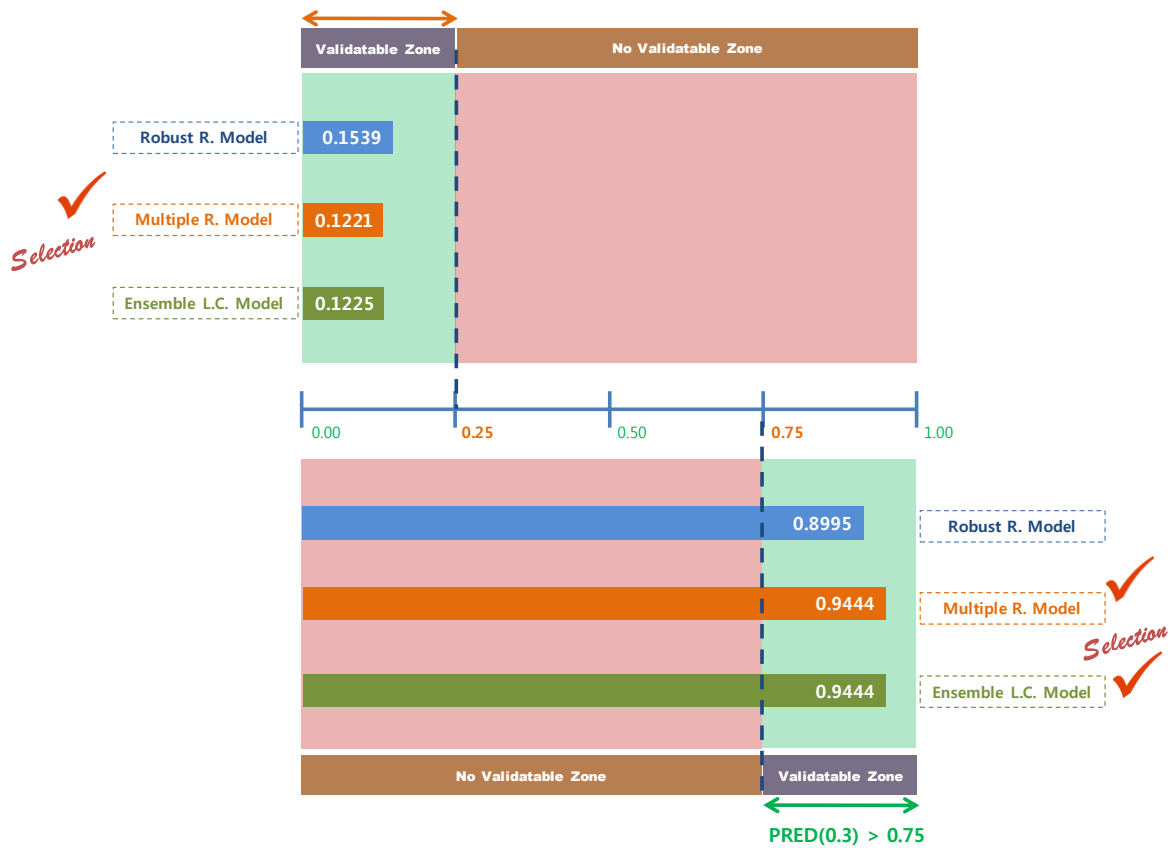 Validatable Zone
No Validatable Zone
Robust R. Model
0.1539
Multiple R. Model
0.1221
Selection
Ensemble L.C. Model
0.1225
0.00
0.25
0.50
0.75
1.00
0.8995
Robust R. Model
0.9444
Multiple R. Model
Selection
0.9444
Ensemble L.C. Model
No Validatable Zone
Validatable Zone
PRED(0.3) > 0.75